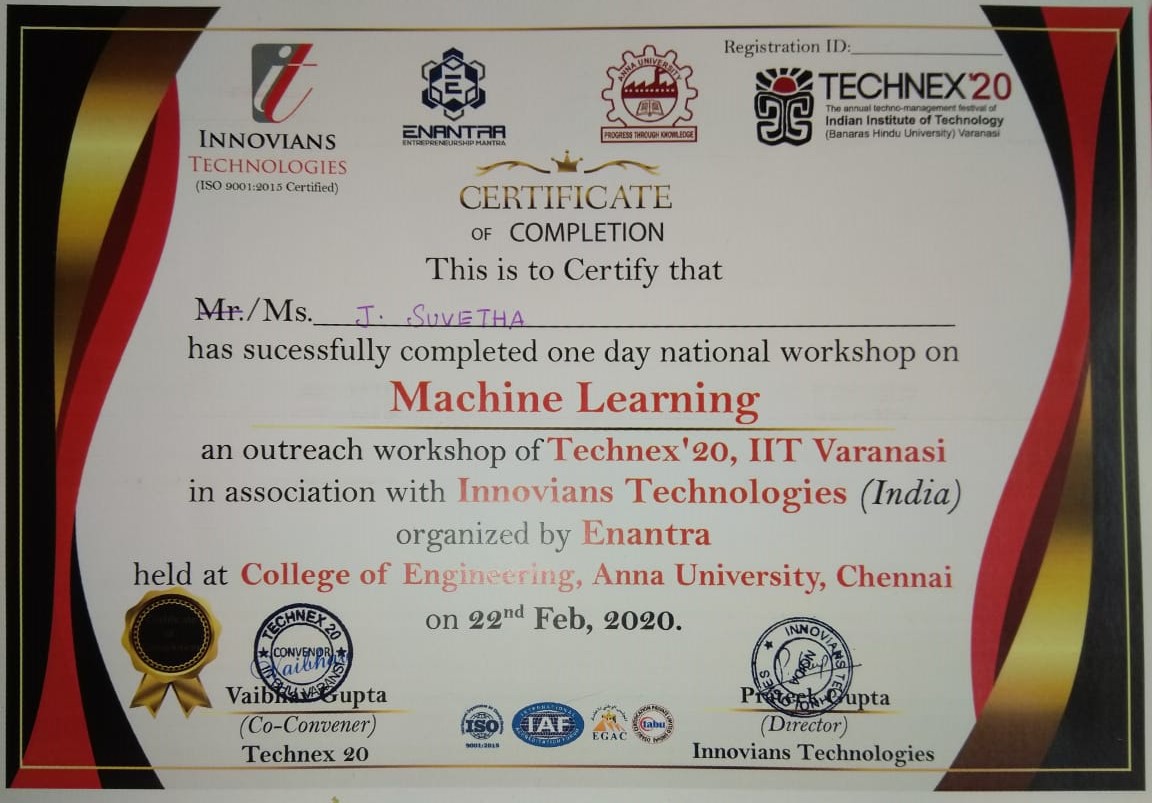 Registration ID:
it
INNOVIANS
TECHNOLOGIES
(ISO 9001:2015 Certified)
E
ENANTRA
ENTREPRENEURSHIP MANTRA
ANNA UNIVERSITY
PROGRESS THROUGH KNOWLEDGE
TECHNEX'20
The annual techno-management festival of
Indian Institute of Technology
(Banaras Hindu University) Varanasi
CERTIFICATE
OF COMPLETION
This is to Certify that
Mr./Ms. J. SUVETHA
has sucessfully completed one day national workshop on
Machine Learning
an outreach workshop of Technex'20, IIT Varanasi
in association with Innovians Technologies (India)
organized by Enantra
held at College of Engineering, Anna University, Chennai
on 22nd Feb, 2020.
TECHNEX 20
CONVENOR
Vaibhav
Vaibhav Gupta
(Co-Convener)
Technex 20
ISO
9001:2015
IAF
EGAC
iabu
INNOVIANS TECHNOLOGIES
NOIDA
Prateek Gupta
(Director)
Innovians Technologies